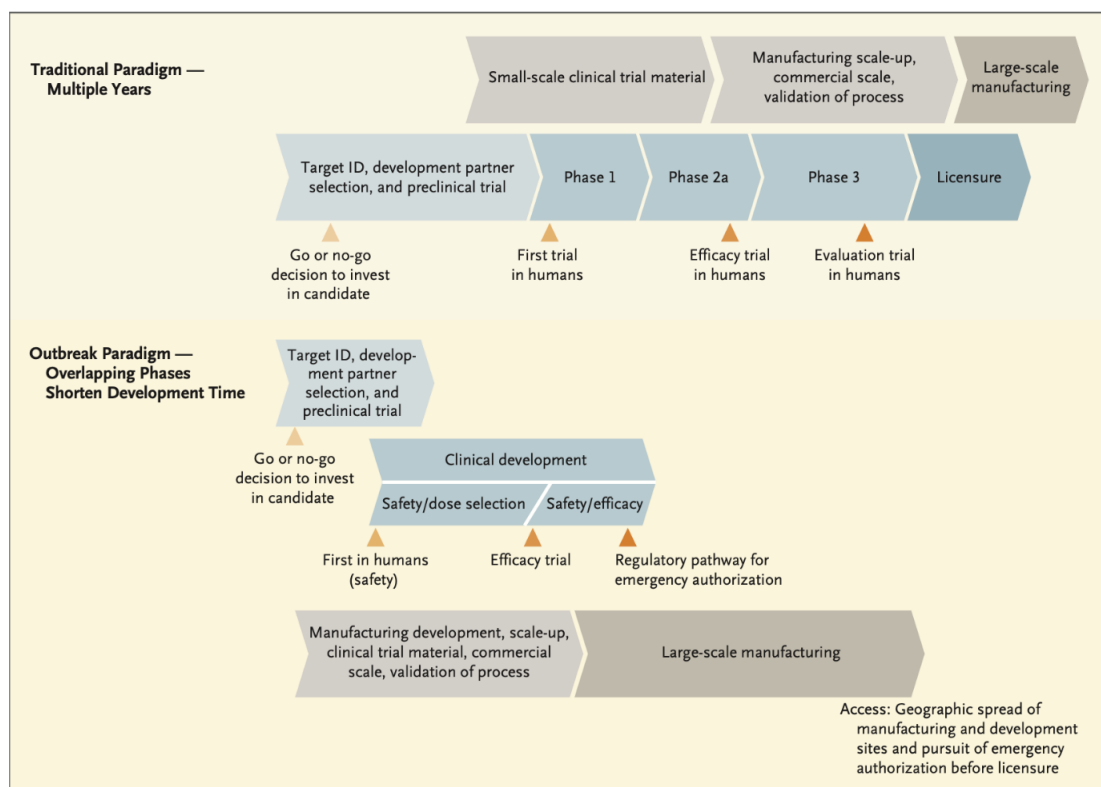 Traditional Paradigm —
Multiple Years
Small-scale clinical trial material
Manufacturing scale-up,
commercial scale,
validation of process
Large-scale
manufacturing
Target ID, development partner
selection, and preclinical trial
Phase 1
Phase 2a
Phase 3
Licensure
Go or no-go
decision to invest
in candidate
First trial
in humans
Efficacy trial
in humans
Evaluation trial
in humans
Outbreak Paradigm —
Overlapping Phases
Shorten Development Time
Target ID, develop-
ment partner
selection, and
preclinical trial
Go or no-go
decision to invest
in candidate
Clinical development
Safety/dose selection
Safety/efficacy
First in humans
(safety)
Efficacy trial
Regulatory pathway for
emergency authorization
Manufacturing development, scale-up,
clinical trial material, commercial
scale, validation of process
Large-scale manufacturing
Access: Geographic spread of
manufacturing and development
sites and pursuit of emergency
authorization before licensure